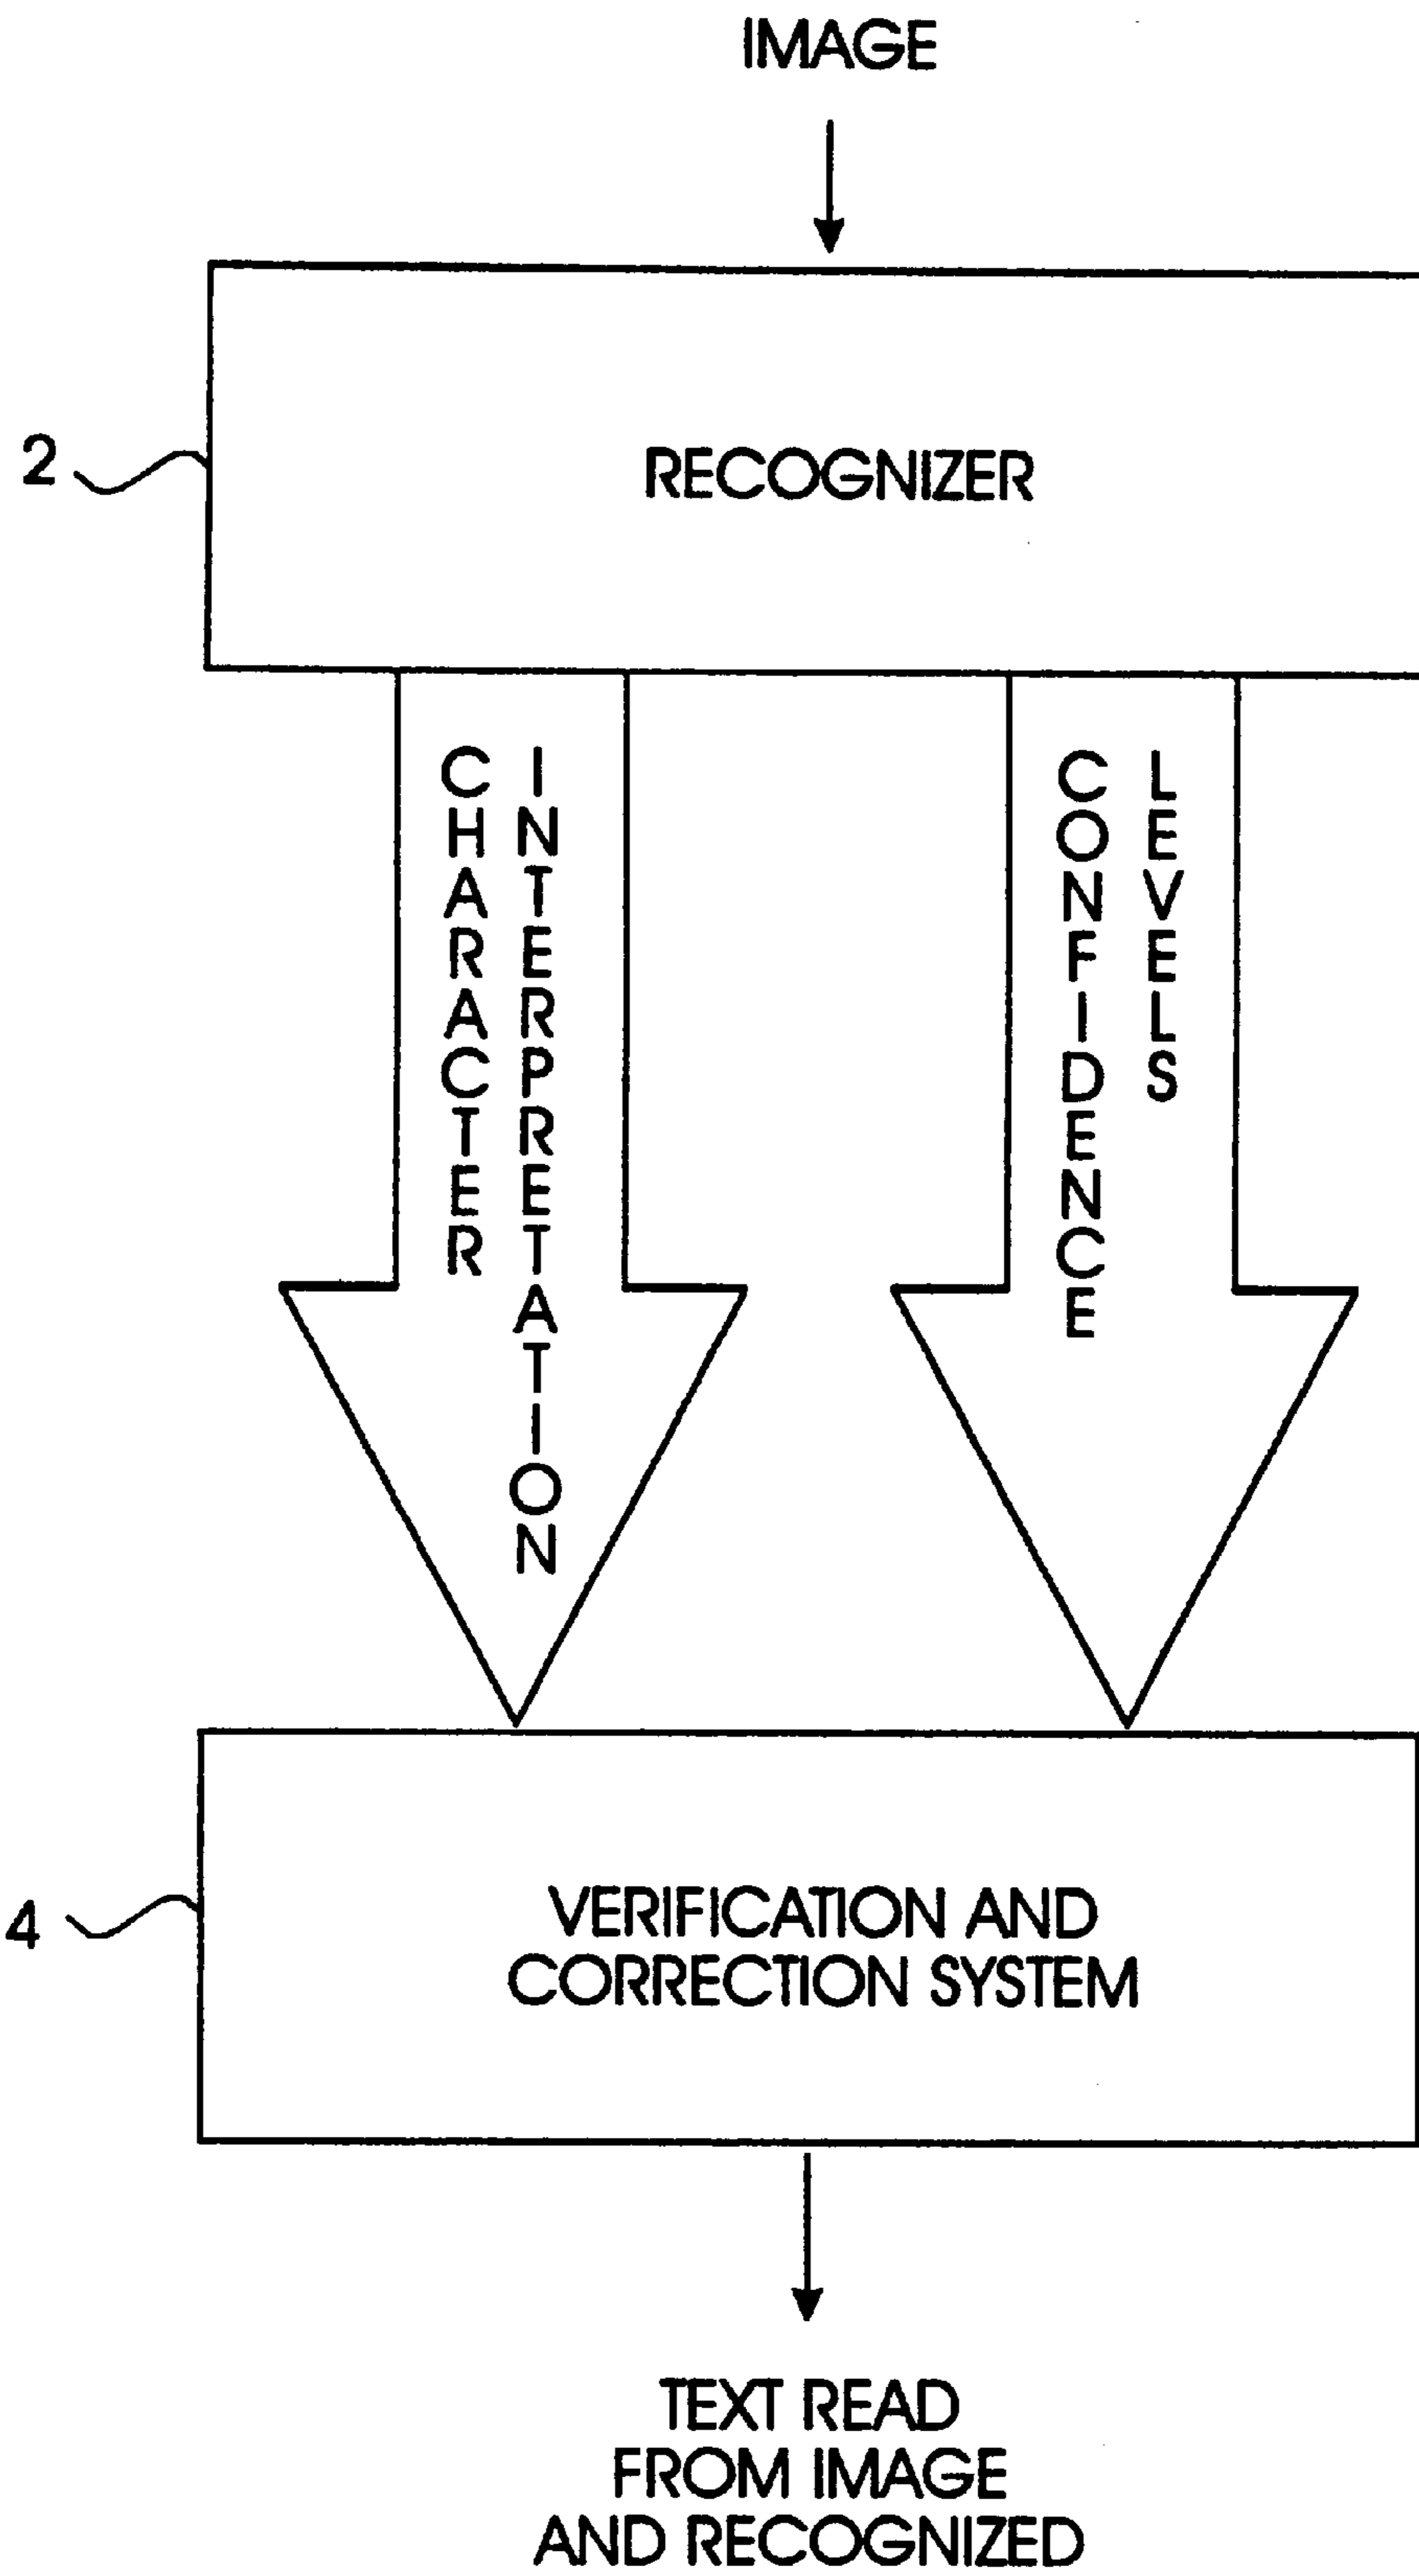 IMAGE
2
RECOGNIZER
CHARACTER
INTERPRETATION
CONFIDENCE
LEVELS
4
VERIFICATION AND
CORRECTION SYSTEM
TEXT READ
FROM IMAGE
AND RECOGNIZED